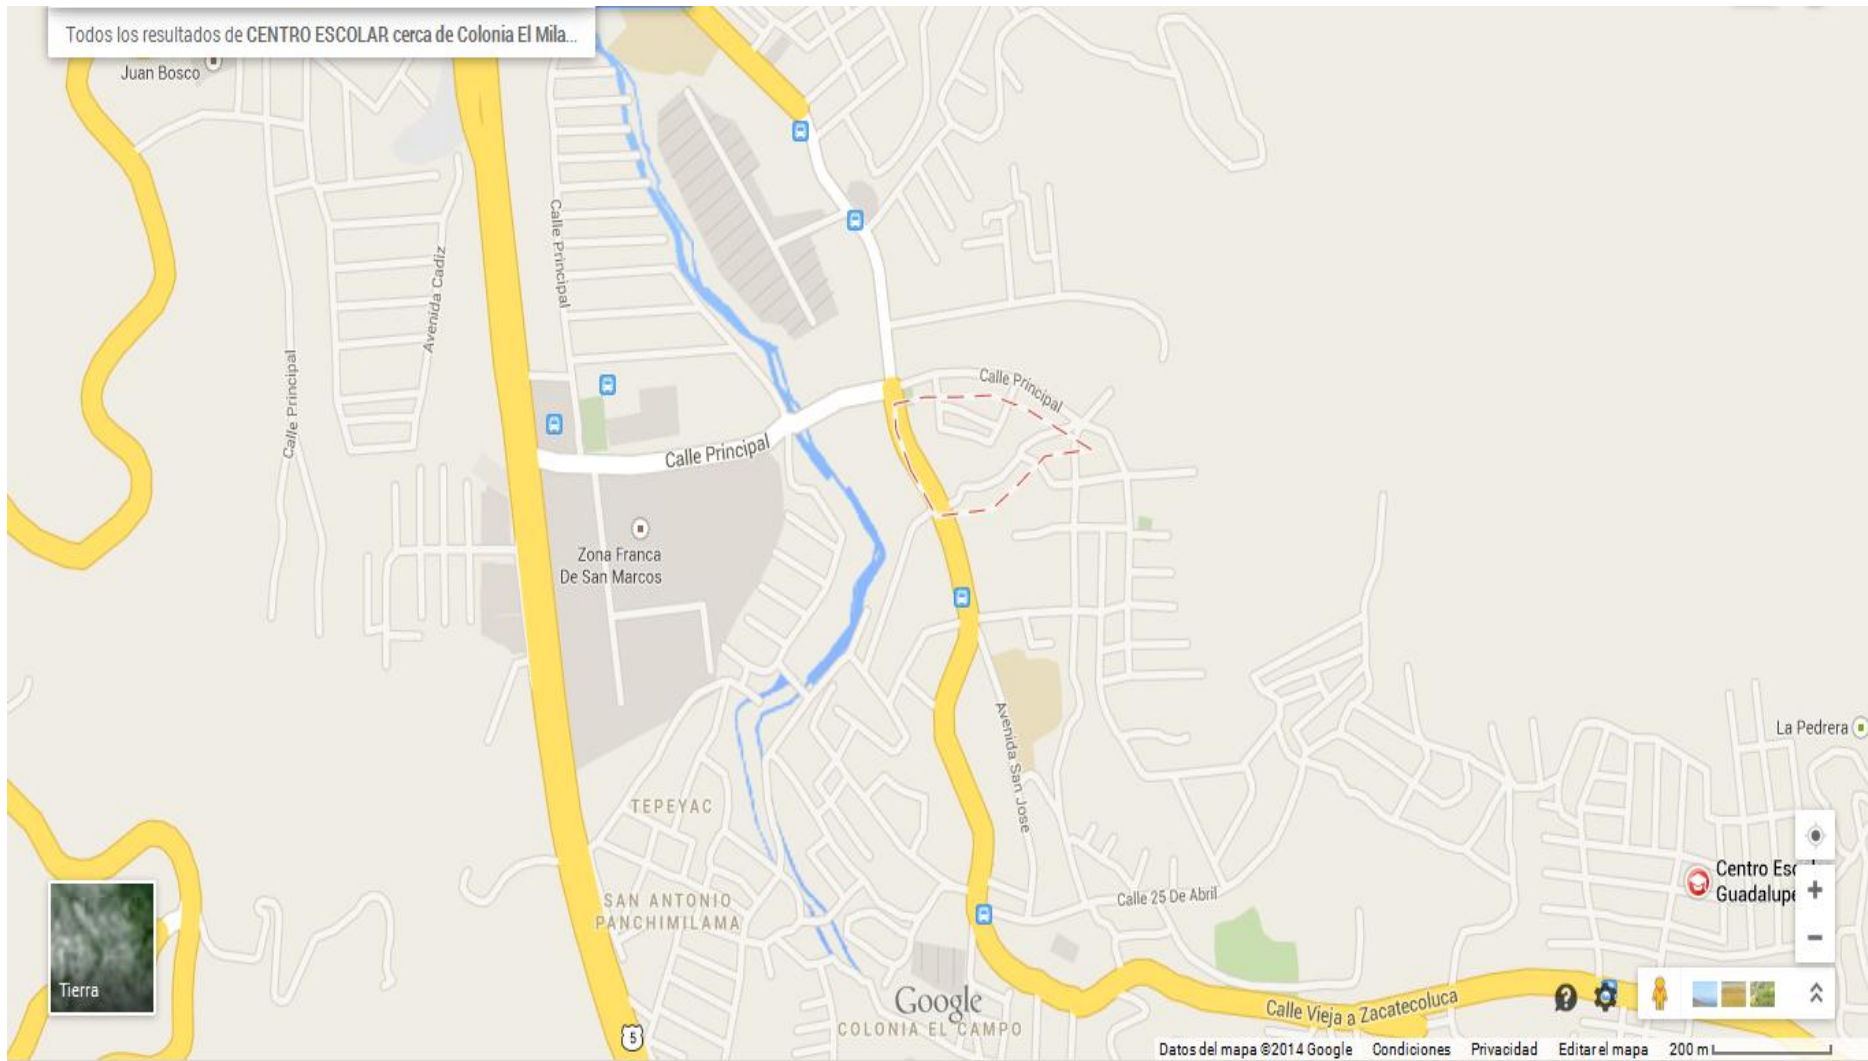 Todos los resultados de CENTRO ESCOLAR cerca de Colonia El Mila...
Juan Bosco
Calle Principal
Avenida Cadiz
Calle Principal
Calle Principal
Calle Principal
Calle Principal
Zona Franca
De San Marcos
Avenida San Jose
La Pedrera
TEPEYAC
Centro Esc
Guadalupe
SAN ANTONIO
PANCHIMILAMA
Calle 25 De Abril
Tierra
Google
Calle Vieja a Zacatecoluca
COLONIA EL CAMPO
5
Datos del mapa ©2014 Google Condiciones Privacidad Editar el mapa 200 m